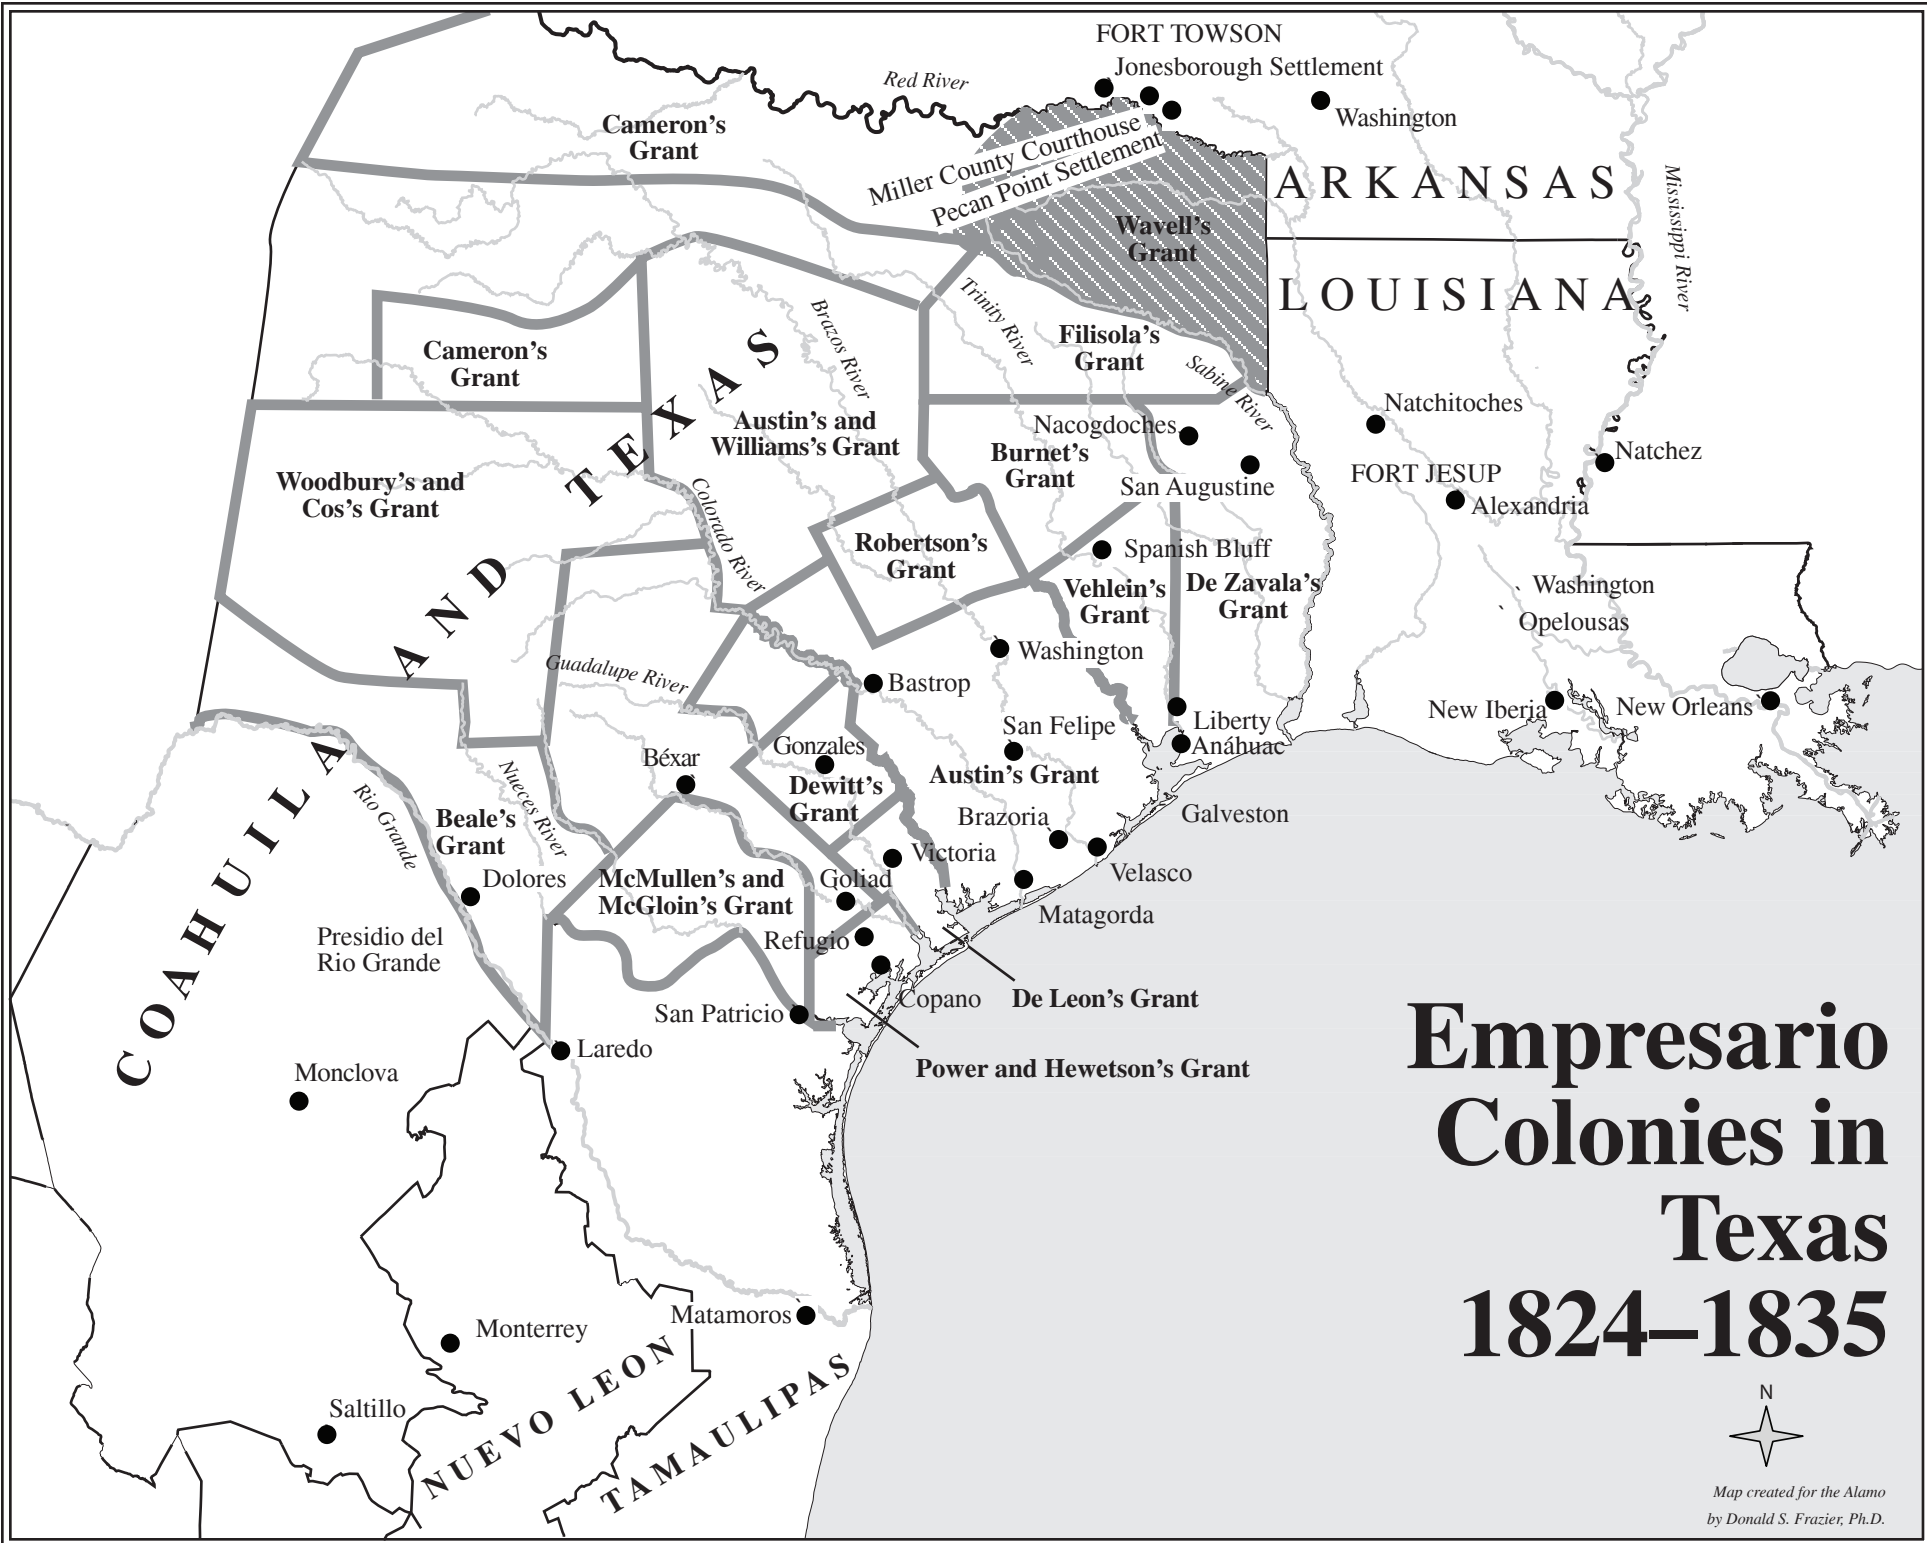 FORT TOWSON
Jonesborough Settlement
Red River
Washington
Cameron's
Grant
Miller County Courthouse
Pecan Point Settlement
ARKANSAS
Mississippi River
Wavell's
Grant
LOUISIANA
Trinity River
Brazos River
Filisola's
Grant
Cameron's
Grant
Sabine River
COAHUILA AND TEXAS
Austin's and
Williams's Grant
Natchitoches
Nacogdoches
Burnet's
Grant
Natchez
Woodbury's and
Cos's Grant
FORT JESUP
San Augustine
Alexandria
Colorado River
Robertson's
Grant
Spanish Bluff
Vehlein's
Grant
De Zavala's
Grant
Washington
Opelousas
Washington
Guadalupe River
Bastrop
New Iberia
New Orleans
San Felipe
Liberty
Anáhuac
Béxar
Gonzales
Dewitt's
Grant
Austin's Grant
Nueces River
Rio Grande
Beale's
Grant
Brazoria
Galveston
Victoria
Velasco
Dolores
McMullen's and
McGloin's Grant
Goliad
Matagorda
Presidio del
Rio Grande
Refugio
Copano
De Leon's Grant
San Patricio
Laredo
Power and Hewetson's Grant
Monclova
Empresario
Colonies in
Texas
1824–1835
Matamoros
Monterrey
Saltillo
NUEVO LEON
TAMAULIPAS
N
Map created for the Alamo
by Donald S. Frazier, Ph.D.